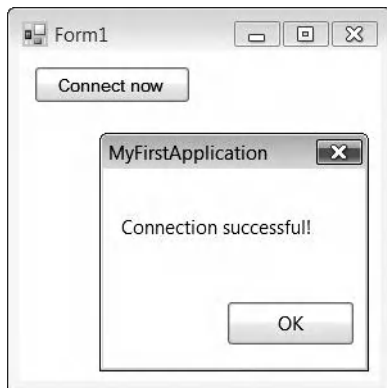 Form1
Connect now
MyFirstApplication
Connection successful!
OK